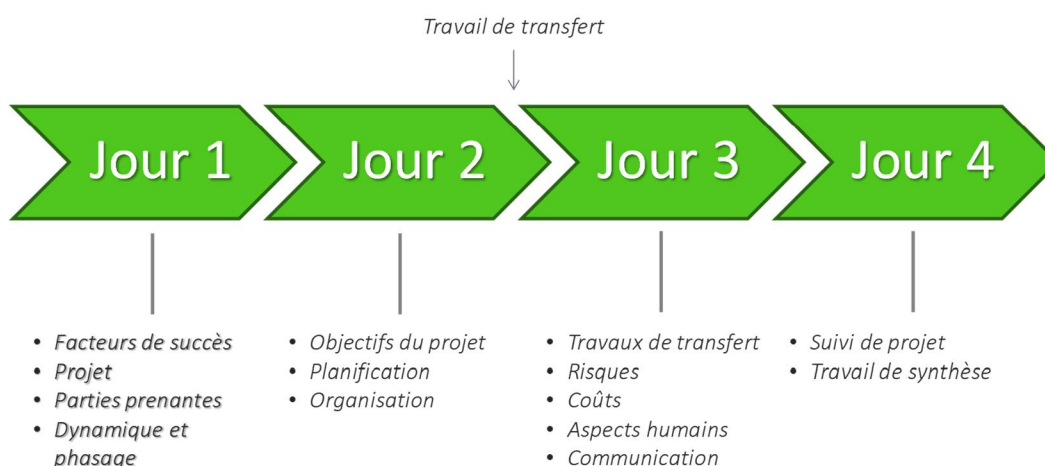 Travail de transfert
Jour 1
Jour 2
Jour 3
Jour 4
• Facteurs de succès
• Projet
• Parties prenantes
• Dynamique et
phasage
• Objectifs du projet
• Planification
• Organisation
• Travaux de transfert
• Risques
• Coûts
• Aspects humains
• Communication
• Suivi de projet
• Travail de synthèse